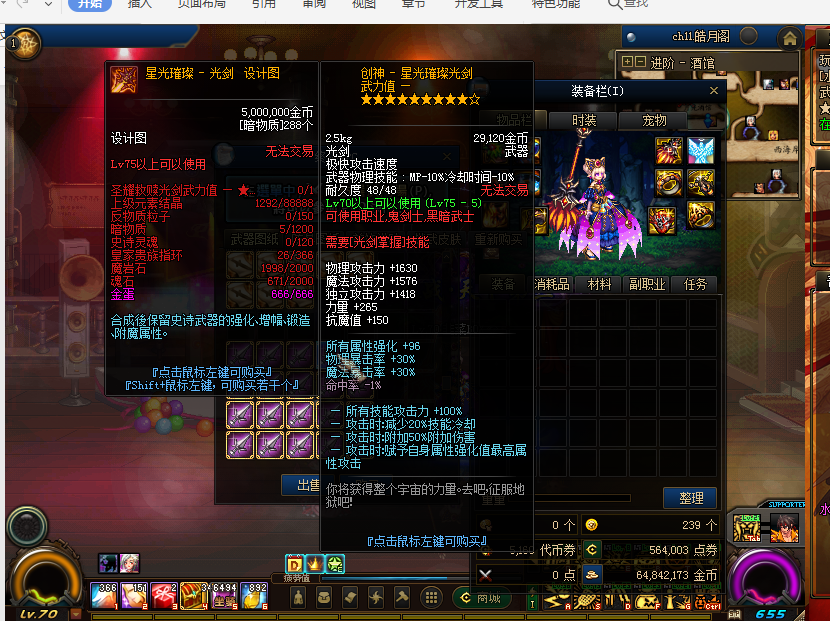 开始
插入
页面布局
引用
审阅
视图
章节
开发工具
特色功能
查找
1
ch11.皓月阁
进阶 - 酒馆
西海岸
星光璀璨 - 光剑 设计图
5,000,000金币
[暗物质]288个
设计图
无法交易
Lv75以上可以使用
圣耀救赎光剑武力值 一 ★ 0/1
上级元素结晶 1292/88888
反物质粒子 0/150
暗物质 5/1200
史诗灵魂 0/120
皇家贵族指环 26/366
魔岩石 1998/2000
魂石 671/2000
金蛋 666/666
合成後保留史诗武器的强化、增幅、锻造
、附魔属性。
『点击鼠标左键可购买』
『Shift+鼠标左键, 可购买若干个』
武器图纸
出售
创神 - 星光璀璨光剑
武力值 一
★★★★★★★★★☆
2.5kg
29,120金币
光剑
武器
极快攻击速度
武器物理技能 : MP-10%冷却时间-10%
耐久度 48/48
无法交易
Lv70以上可以使用 (Lv75 - 5)
可使用职业,鬼剑士,黑暗武士
需要[光剑掌握]技能
物理攻击力 +1630
魔法攻击力 +1576
独立攻击力 +1418
力量 +265
抗魔值 +150
所有属性强化 +96
物理暴击率 +30%
魔法暴击率 +30%
命中率 -1%
一 所有技能攻击力 +100%
一 攻击时:减少20%技能冷却
一 攻击时:附加50%附加伤害
一 攻击时:赋予自身属性强化值最高属
性攻击
你将获得整个宇宙的力量。去吧,征服地
狱吧!
『点击鼠标左键可购买』
物品栏
重新购买
装备栏(I)
时装
宠物
装备
消耗品
材料
副职业
任务
整理
0 个
239 个
代币券
564,003 点券
0 点
64,842,173 金币
SUPPORTER
疲劳值
商城
366
151
2
6494
892
Lv.70
655